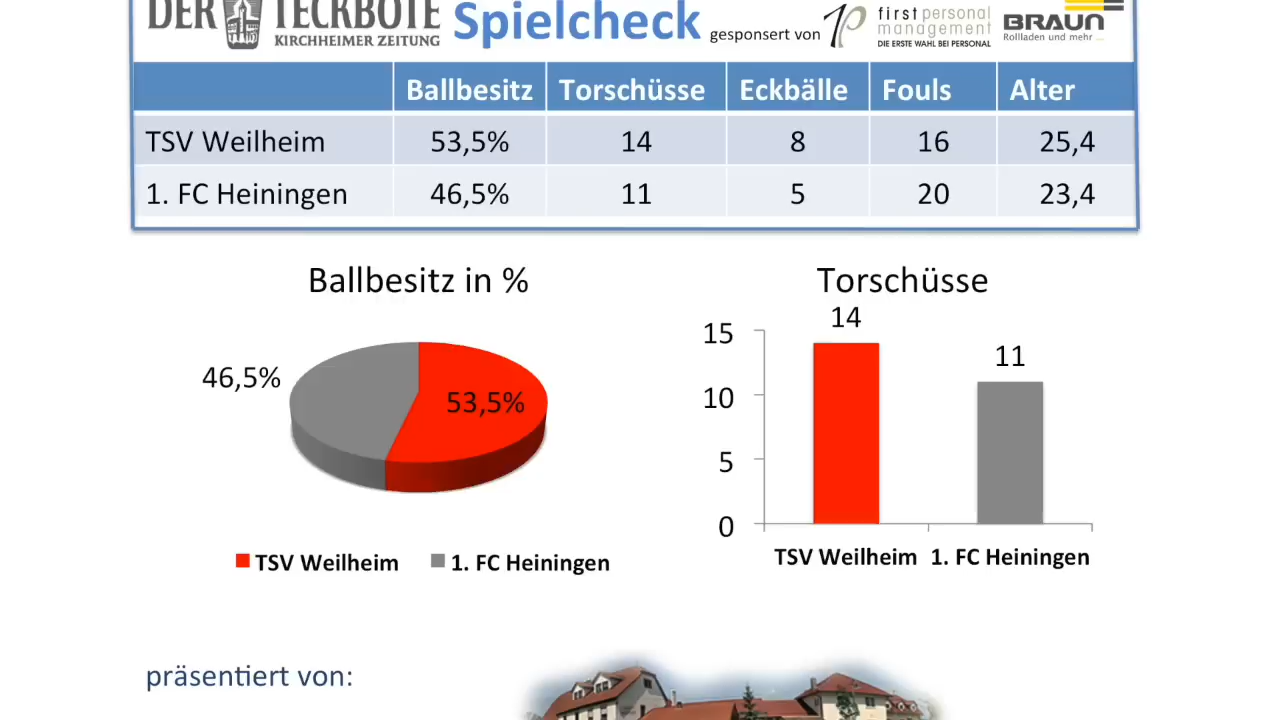 DER TECKBOTE
KIRCHHEIMER ZEITUNG
Spielcheck gesponsert von
1p first personal management
DIE ERSTE WAHL BEI PERSONAL
BRAUN
Rollladen und mehr ...
Ballbesitz Torschüsse Eckbälle Fouls Alter
TSV Weilheim 53,5% 14 8 16 25,4
1. FC Heiningen 46,5% 11 5 20 23,4
Ballbesitz in %
46,5%
53,5%
TSV Weilheim 1. FC Heiningen
Torschüsse
14
15
11
10
5
0
TSV Weilheim 1. FC Heiningen
präsentiert von: